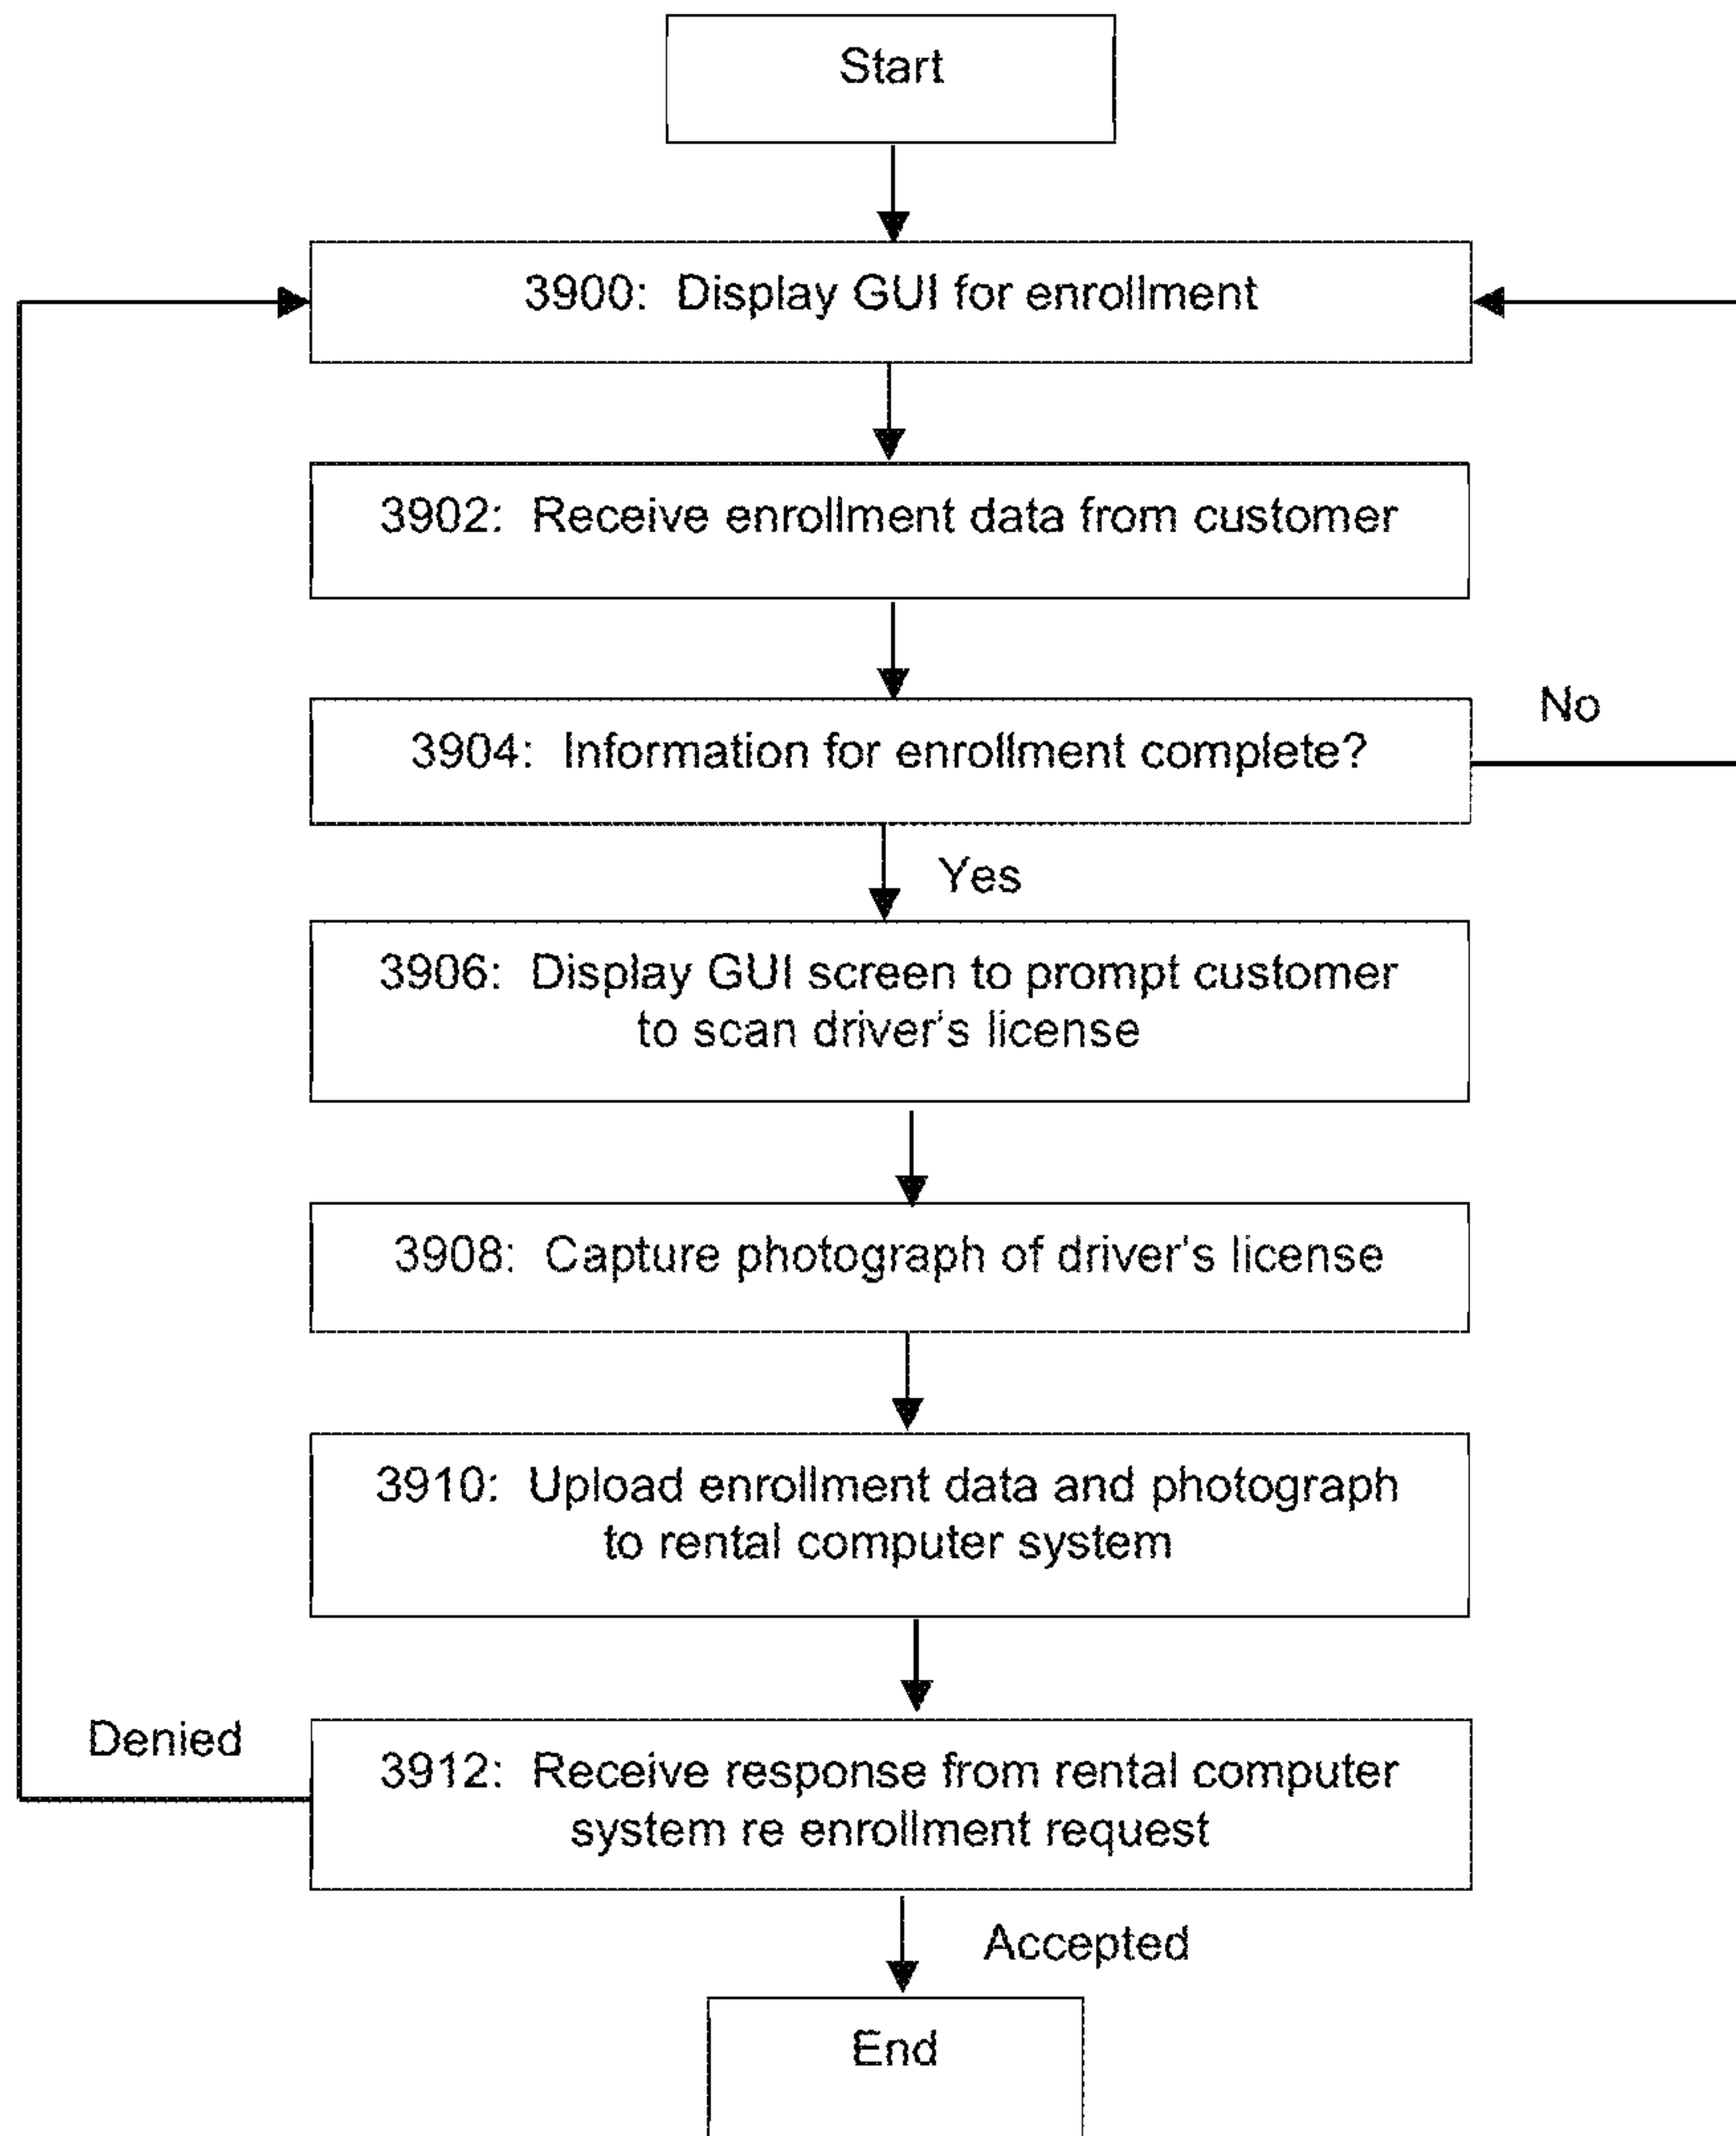 Start
3900: Display GUI for enrollment
3902: Receive enrollment data from customer
3904: Information for enrollment complete?
No
Yes
3906: Display GUI screen to prompt customer
to scan driver's license
3908: Capture photograph of driver's license
3910: Upload enrollment data and photograph
to rental computer system
Denied
3912: Receive response from rental computer
system re enrollment request
Accepted
End